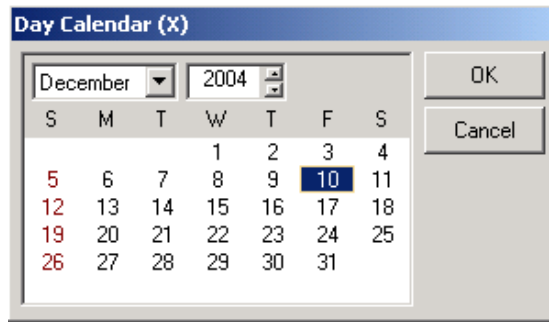 Day Calendar (X)
December 2004 OK
S M T W T F S
Cancel
1 2 3 4
5 6 7 8 9 10 11
12 13 14 15 16 17 18
19 20 21 22 23 24 25
26 27 28 29 30 31